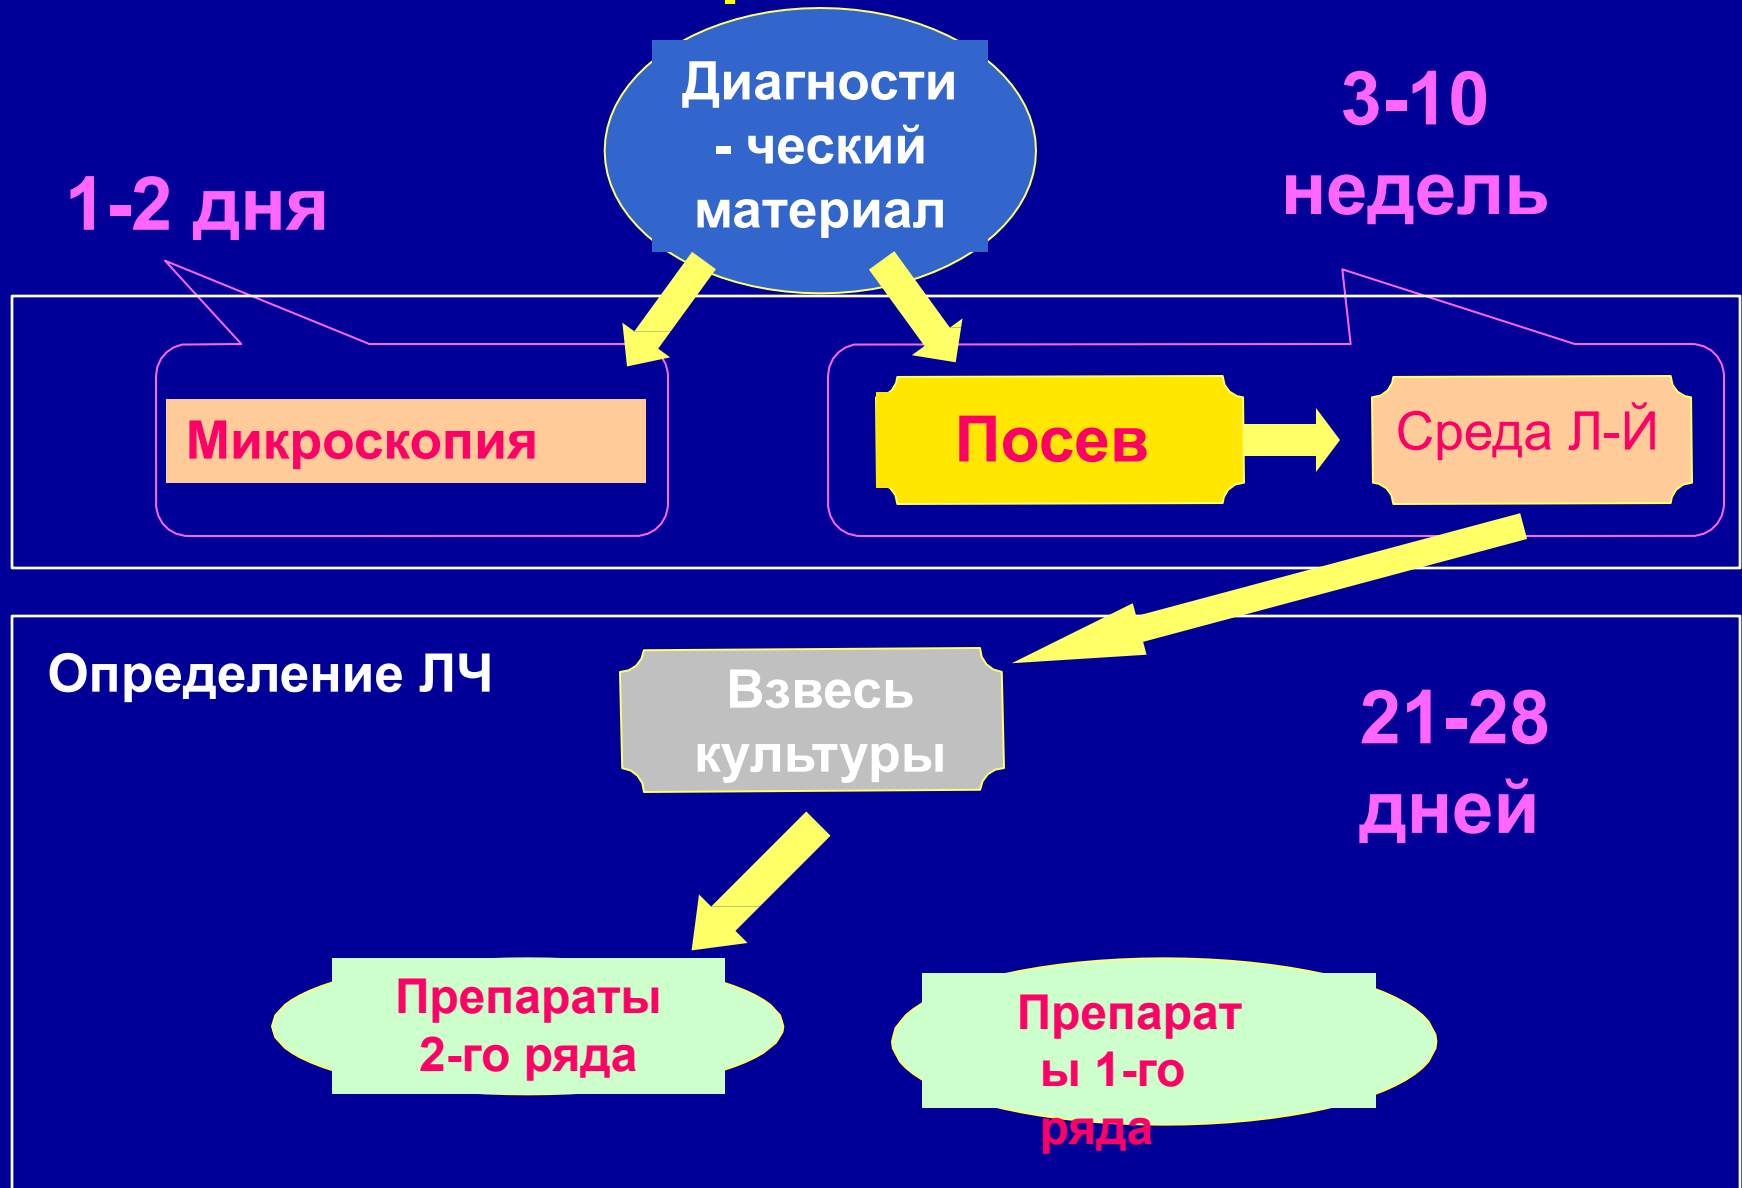 Диагности
- ческий
материал
3-10
недель
1-2 дня
Микроскопия
Посев
Среда Л-Й
Определение ЛЧ
Взвесь
культуры
21-28
дней
Препараты
2-го ряда
Препарат
ы 1-го
ряда